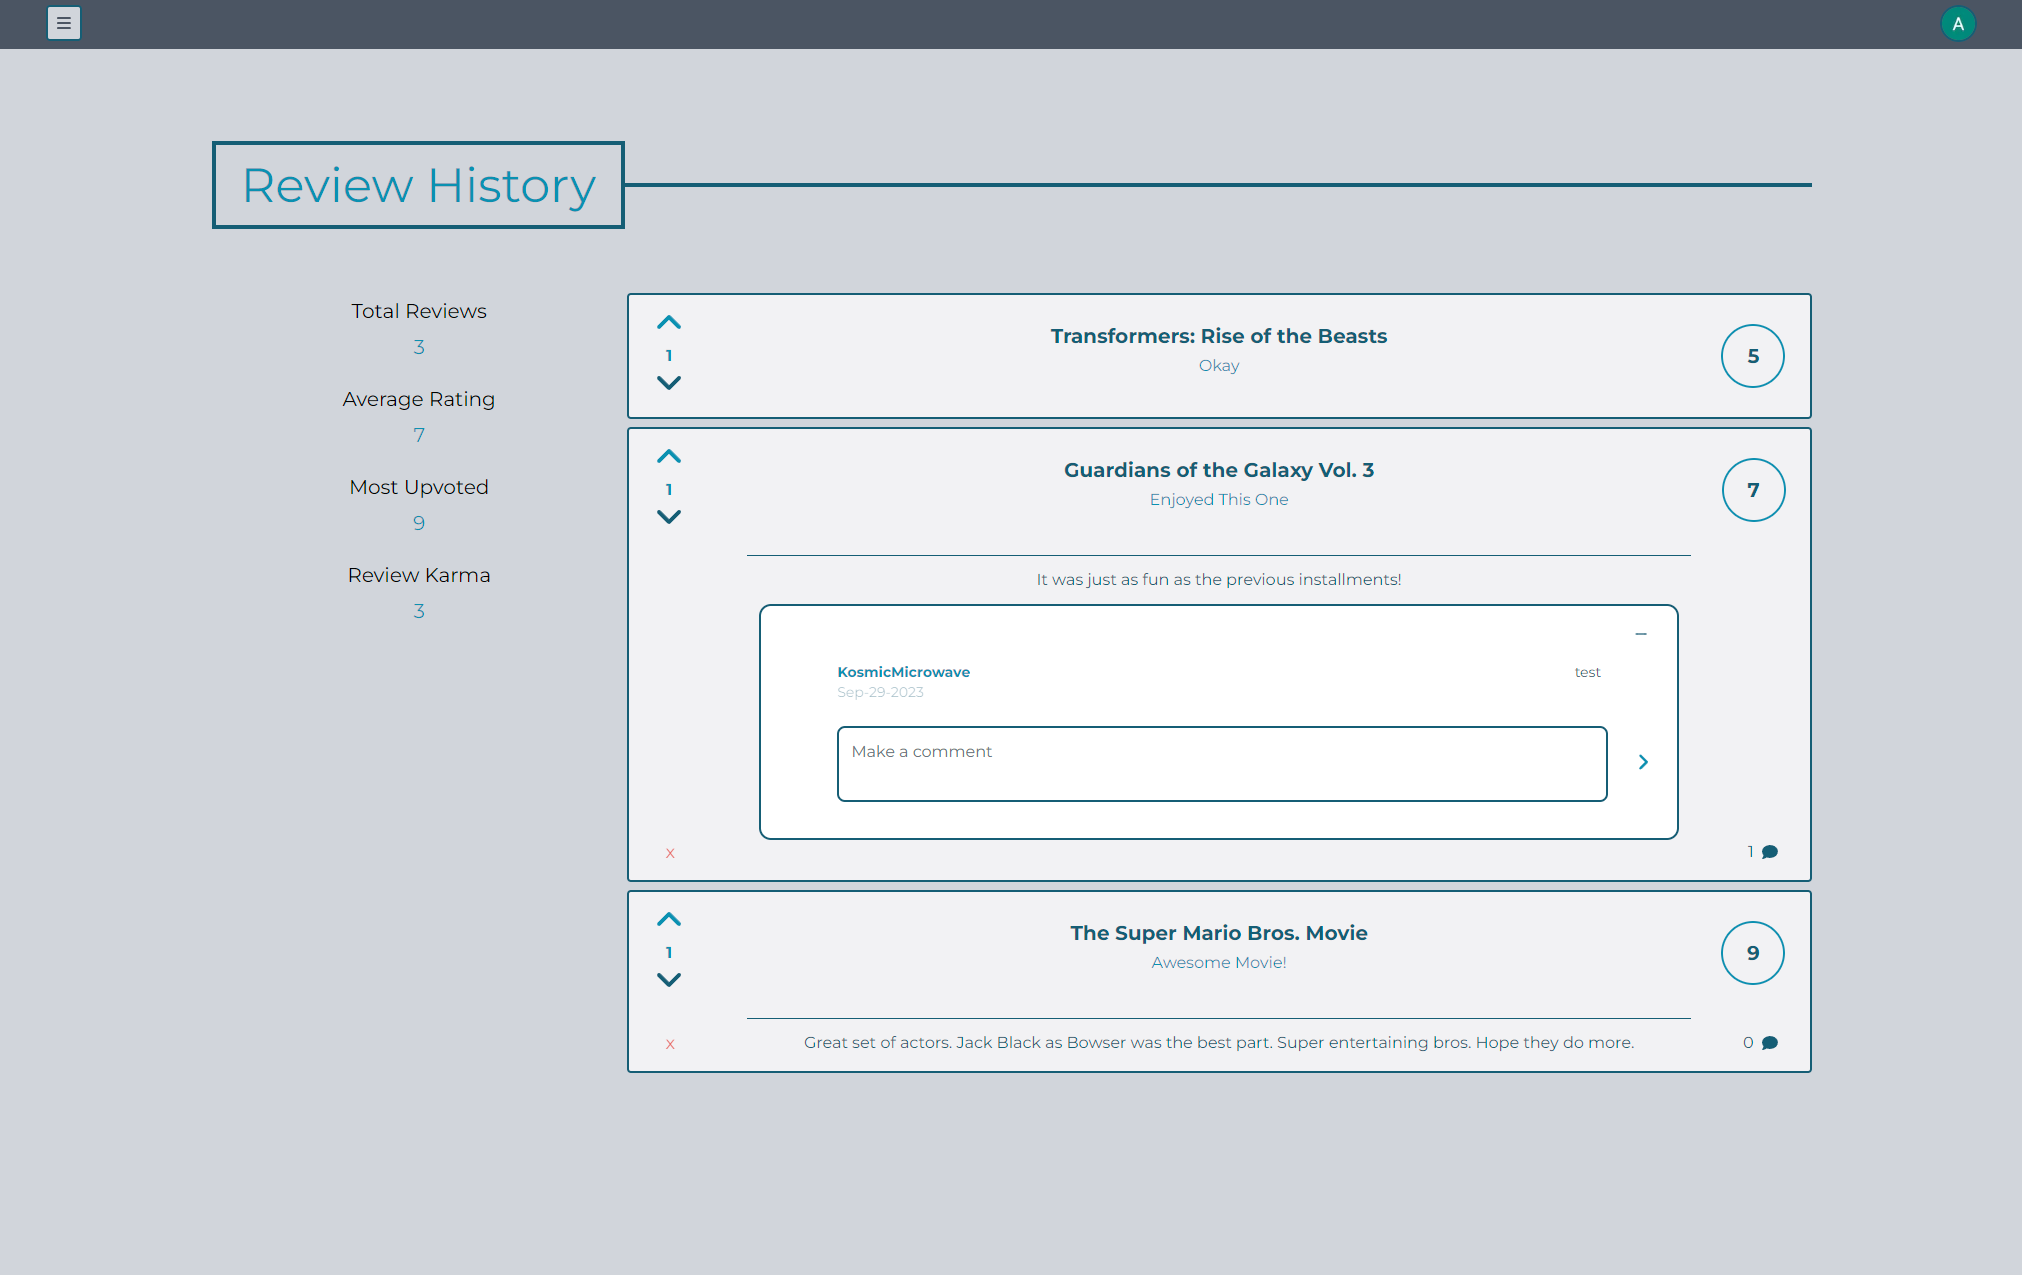 A
Review History
Total Reviews
3
Average Rating
7
Most Upvoted
9
Review Karma
3
1
Transformers: Rise of the Beasts
Okay
5
1
Guardians of the Galaxy Vol. 3
Enjoyed This One
7
It was just as fun as the previous installments!
KosmicMicrowave
test
Sep-29-2023
Make a comment
x
1
1
The Super Mario Bros. Movie
Awesome Movie!
9
x
Great set of actors. Jack Black as Bowser was the best part. Super entertaining bros. Hope they do more.
0